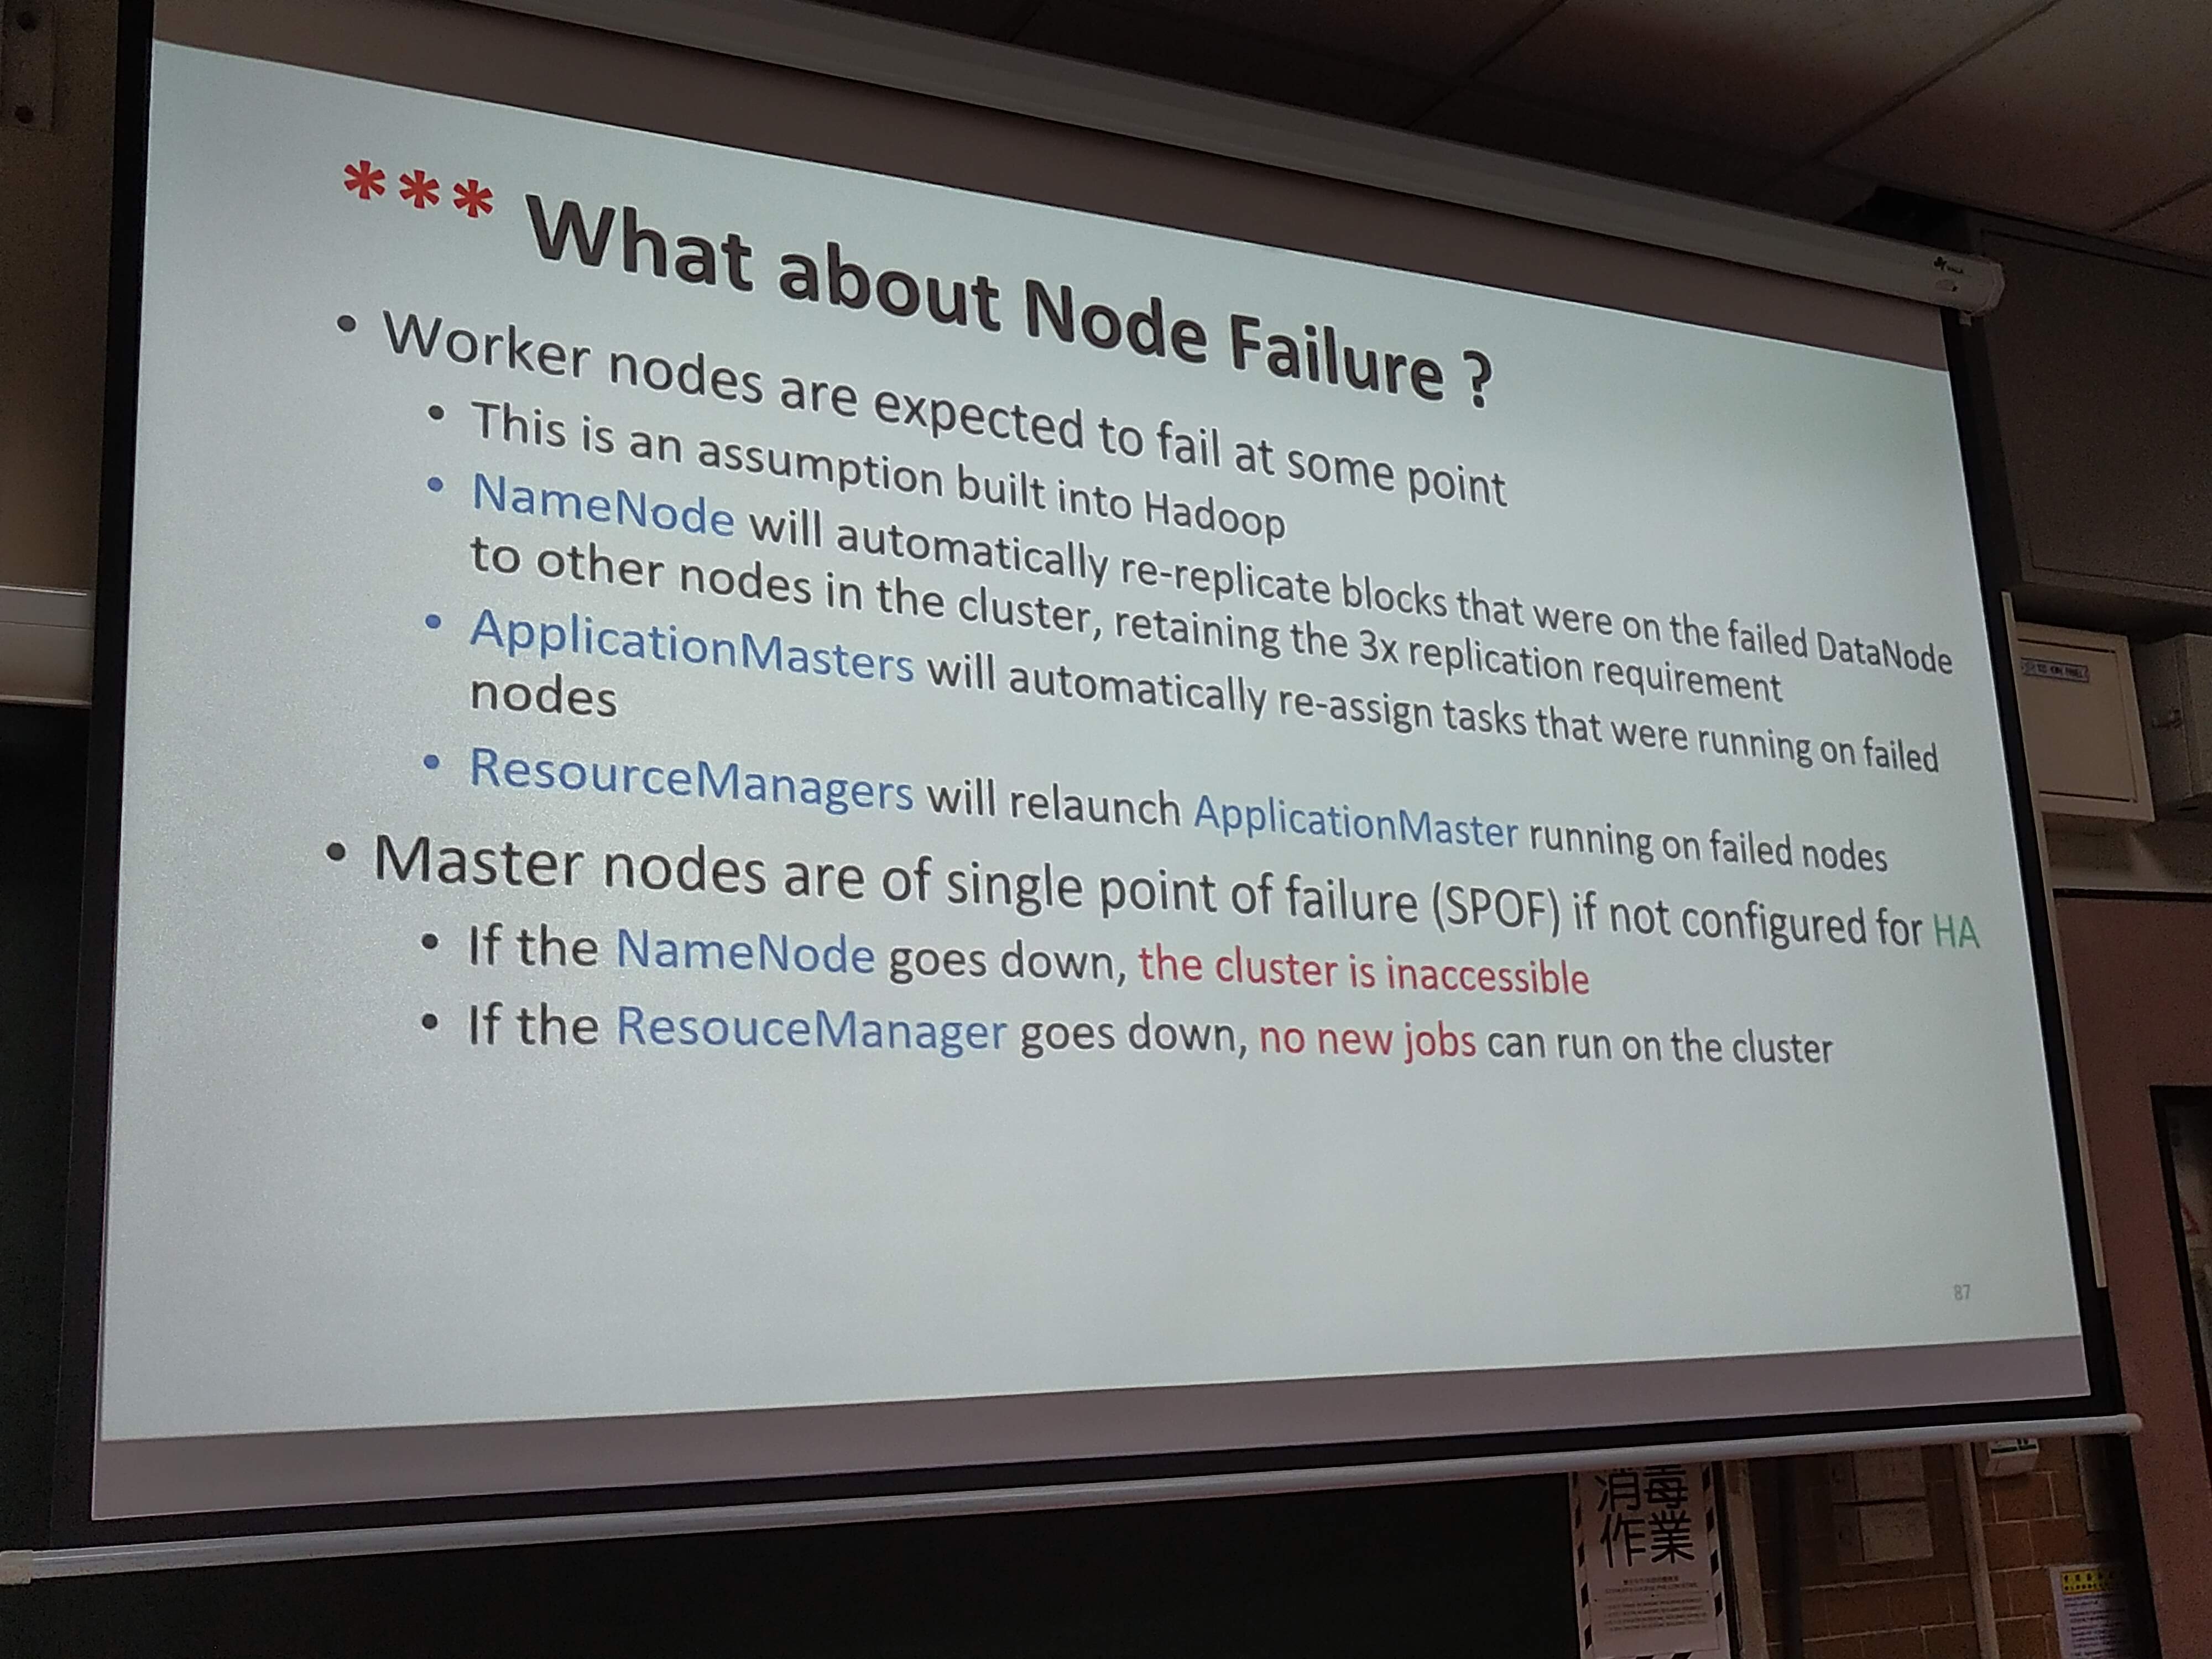 *** What about Node Failure ?
• Worker nodes are expected to fail at some point
• This is an assumption built into Hadoop
• NameNode will automatically re-replicate blocks that were on the failed DataNode
to other nodes in the cluster, retaining the 3x replication requirement
• ApplicationMasters will automatically re-assign tasks that were running on failed
nodes
• ResourceManagers will relaunch ApplicationMaster running on failed nodes
• Master nodes are of single point of failure (SPOF) if not configured for HA
• If the NameNode goes down, the cluster is inaccessible
• If the ResouceManager goes down, no new jobs can run on the cluster
87
消毒
作業